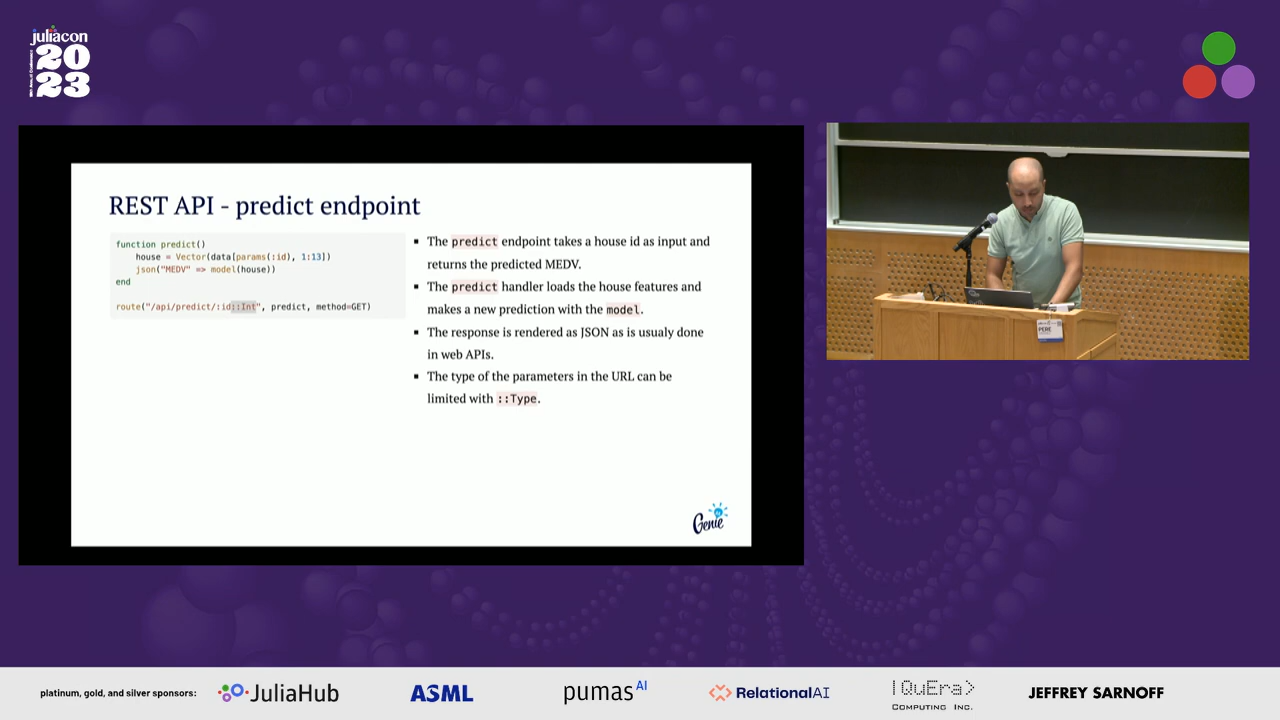 juliacon
20
23
REST API - predict endpoint
function predict()
house = Vector(data[params(:id), 1:13])
json("MEDV" => model(house))
end
route("/api/predict/:id::Int", predict, method=GET)
▪ The predict endpoint takes a house id as input and
returns the predicted MEDV.
▪ The predict handler loads the house features and
makes a new prediction with the model.
▪ The response is rendered as JSON as is usualy done
in web APIs.
▪ The type of the parameters in the URL can be
limited with ::Type.
Genie
PERE
platinum, gold, and silver sponsors:
JuliaHub
ASML
pumas AI
RelationalAI
|QuEra>
COMPUTING INC.
JEFFREY SARNOFF